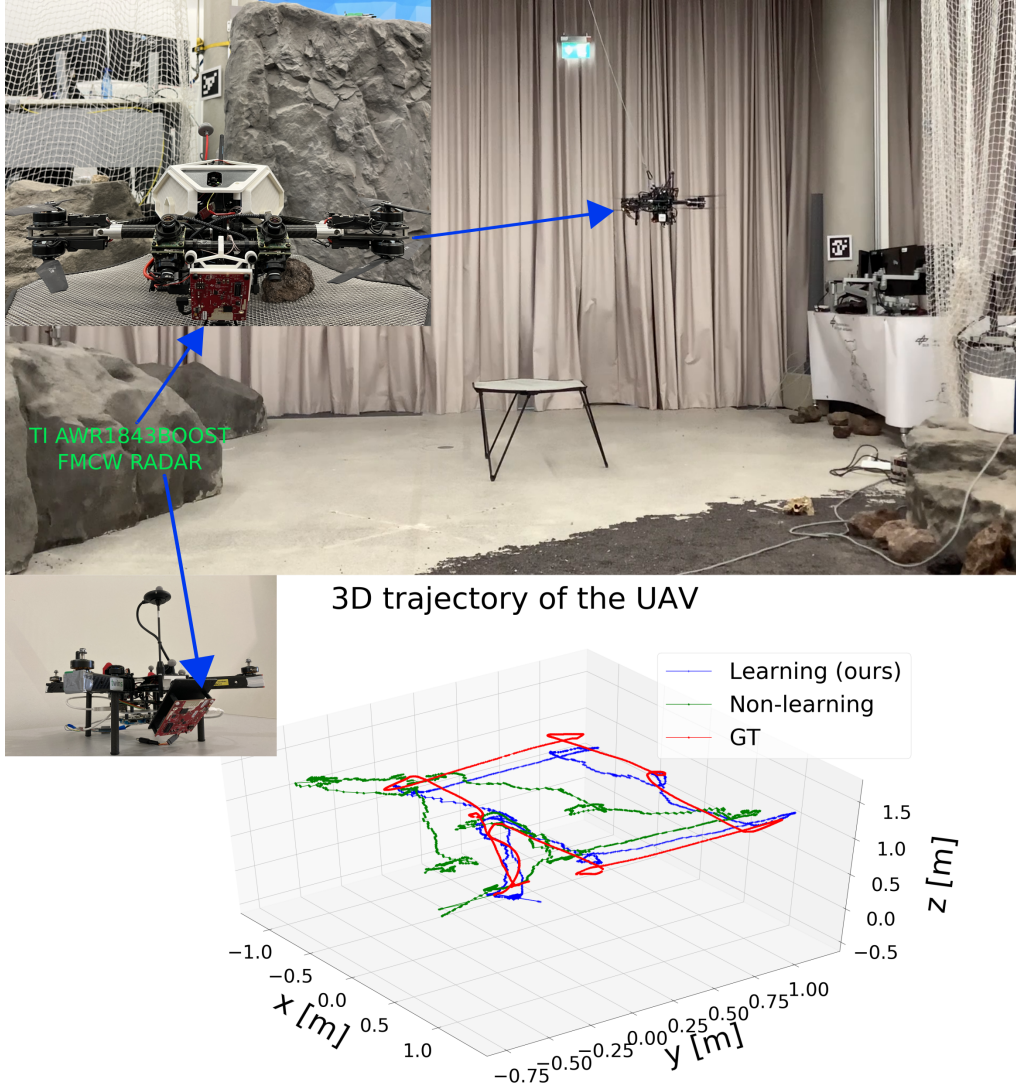 TI AWR1843BOOST
FMCW RADAR
3D trajectory of the UAV
Learning (ours)
Non-learning
GT
1.5
1.0
0.5
0.0
−0.5
z [m]
−1.0
−0.5
0.0
0.5
1.0
x [m]
−0.75
−0.50
−0.25
0.00
0.25
0.50
0.75
1.00
y [m]